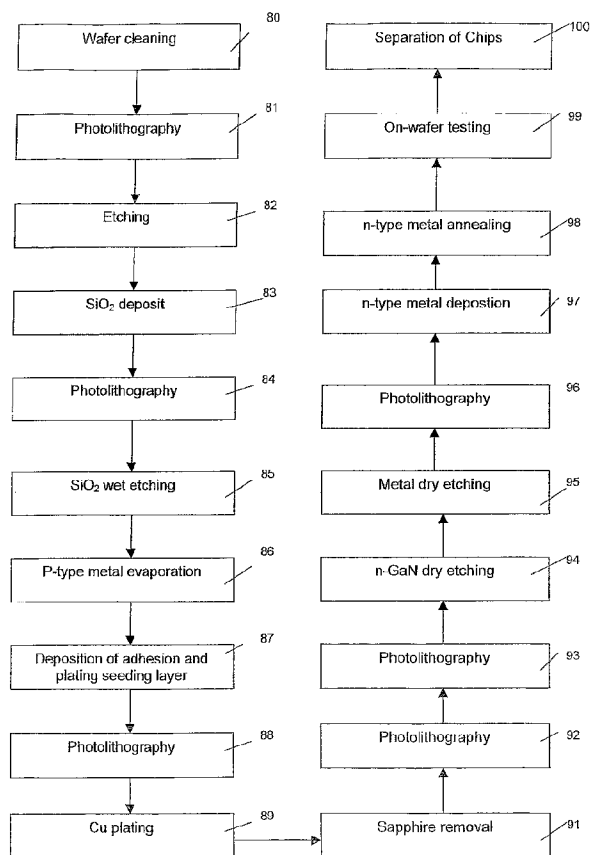 80
Wafer cleaning
81
Photolithography
82
Etching
83
SiO₂ deposit
84
Photolithography
85
SiO₂ wet etching
86
P-type metal evaporation
87
Deposition of adhesion and
plating seeding layer
88
Photolithography
89
Cu plating
91
Sapphire removal
92
Photolithography
93
Photolithography
94
n-GaN dry etching
95
Metal dry etching
96
Photolithography
97
n-type metal depostion
98
n-type metal annealing
99
On-wafer testing
100
Separation of Chips